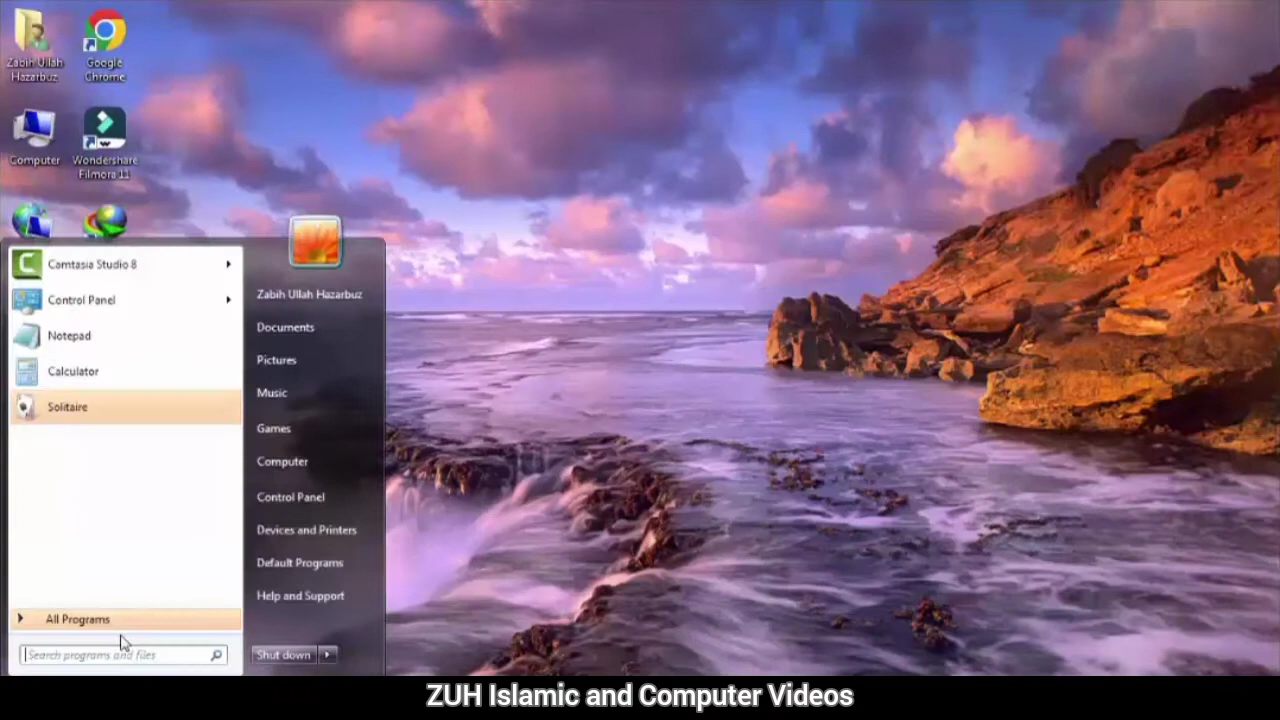 Zabih Ullah
Hazarbuz
Google
Chrome
Computer
Wondershare
Filmora 11
Camtasia Studio 8
Control Panel
Notepad
Calculator
Solitaire
All Programs
Search programs and files
Zabih Ullah Hazarbuz
Documents
Pictures
Music
Games
Computer
Control Panel
Devices and Printers
Default Programs
Help and Support
Shut down
ZUH Islamic and Computer Videos